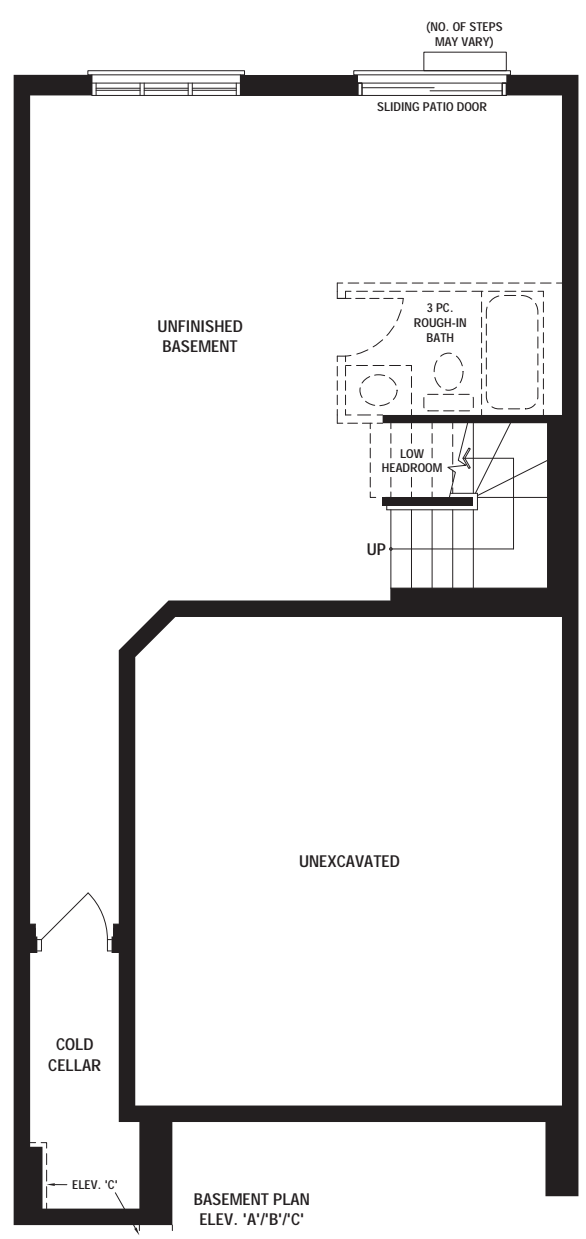 (NO. OF STEPS
MAY VARY)
SLIDING PATIO DOOR
UNFINISHED
BASEMENT
3 PC.
ROUGH-IN
BATH
LOW
HEADROOM
UP
UNEXCAVATED
COLD
CELLAR
ELEV. 'C'
BASEMENT PLAN
ELEV. 'A'/'B'/'C'